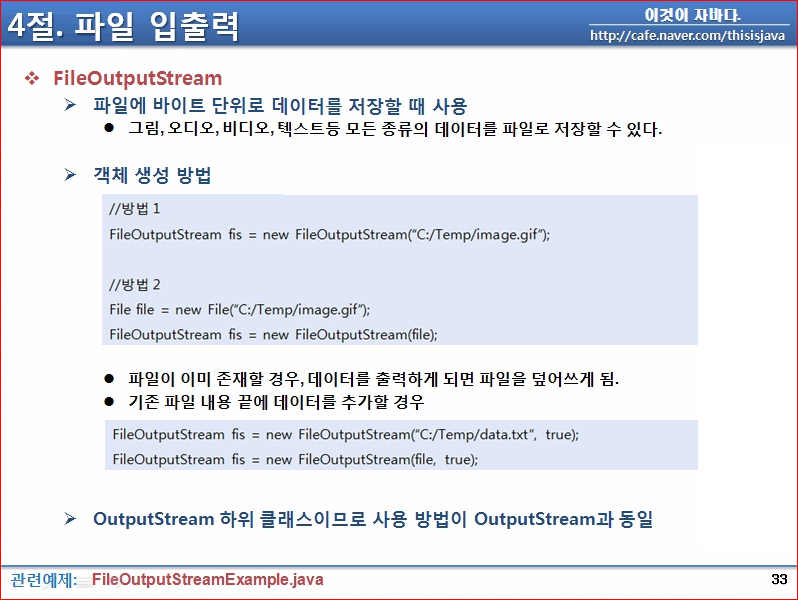 4절. 파일 입출력
이것이 자바다.
http://cafe.naver.com/thisisjava
FileOutputStream
파일에 바이트 단위로 데이터를 저장할 때 사용
그림, 오디오, 비디오, 텍스트등 모든 종류의 데이터를 파일로 저장할 수 있다.
객체 생성 방법
//방법 1
FileOutputStream fis = new FileOutputStream("C:/Temp/image.gif");
//방법 2
File file = new File("C:/Temp/image.gif");
FileOutputStream fis = new FileOutputStream(file);
파일이 이미 존재할 경우, 데이터를 출력하게 되면 파일을 덮어쓰게 됨.
기존 파일 내용 끝에 데이터를 추가할 경우
FileOutputStream fis = new FileOutputStream("C:/Temp/data.txt", true);
FileOutputStream fis = new FileOutputStream(file, true);
OutputStream 하위 클래스이므로 사용 방법이 OutputStream과 동일
관련예제: FileOutputStreamExample.java
33